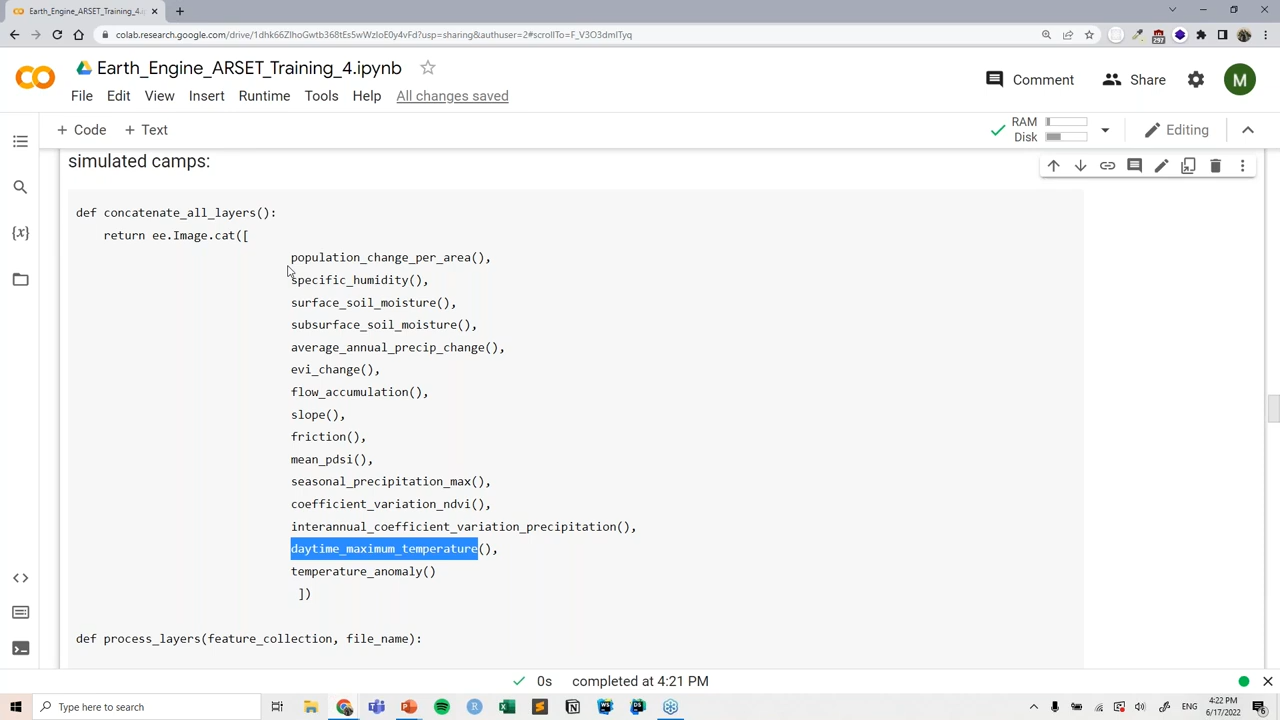 Earth_Engine_ARSET_Training_4.i
colab.research.google.com/drive/1dhk66ZlhoGwtb368tEs5wWzIoE0y4vFd?usp=sharing&authuser=2#scrollTo=F_V3O3dmITyq
297
Earth_Engine_ARSET_Training_4.ipynb
Comment
Share
M
File Edit View Insert Runtime Tools Help All changes saved
+ Code + Text
RAM
Disk
Editing
simulated camps:
def concatenate_all_layers():
return ee.Image.cat([
population_change_per_area(),
specific_humidity(),
surface_soil_moisture(),
subsurface_soil_moisture(),
average_annual_precip_change(),
evi_change(),
flow_accumulation(),
slope(),
friction(),
mean_pdsi(),
seasonal_precipitation_max(),
coefficient_variation_ndvi(),
interannual_coefficient_variation_precipitation(),
daytime_maximum_temperature(),
temperature_anomaly()
])
def process_layers(feature_collection, file_name):
0s completed at 4:21 PM
Type here to search
ENG
4:22 PM
6/17/2022